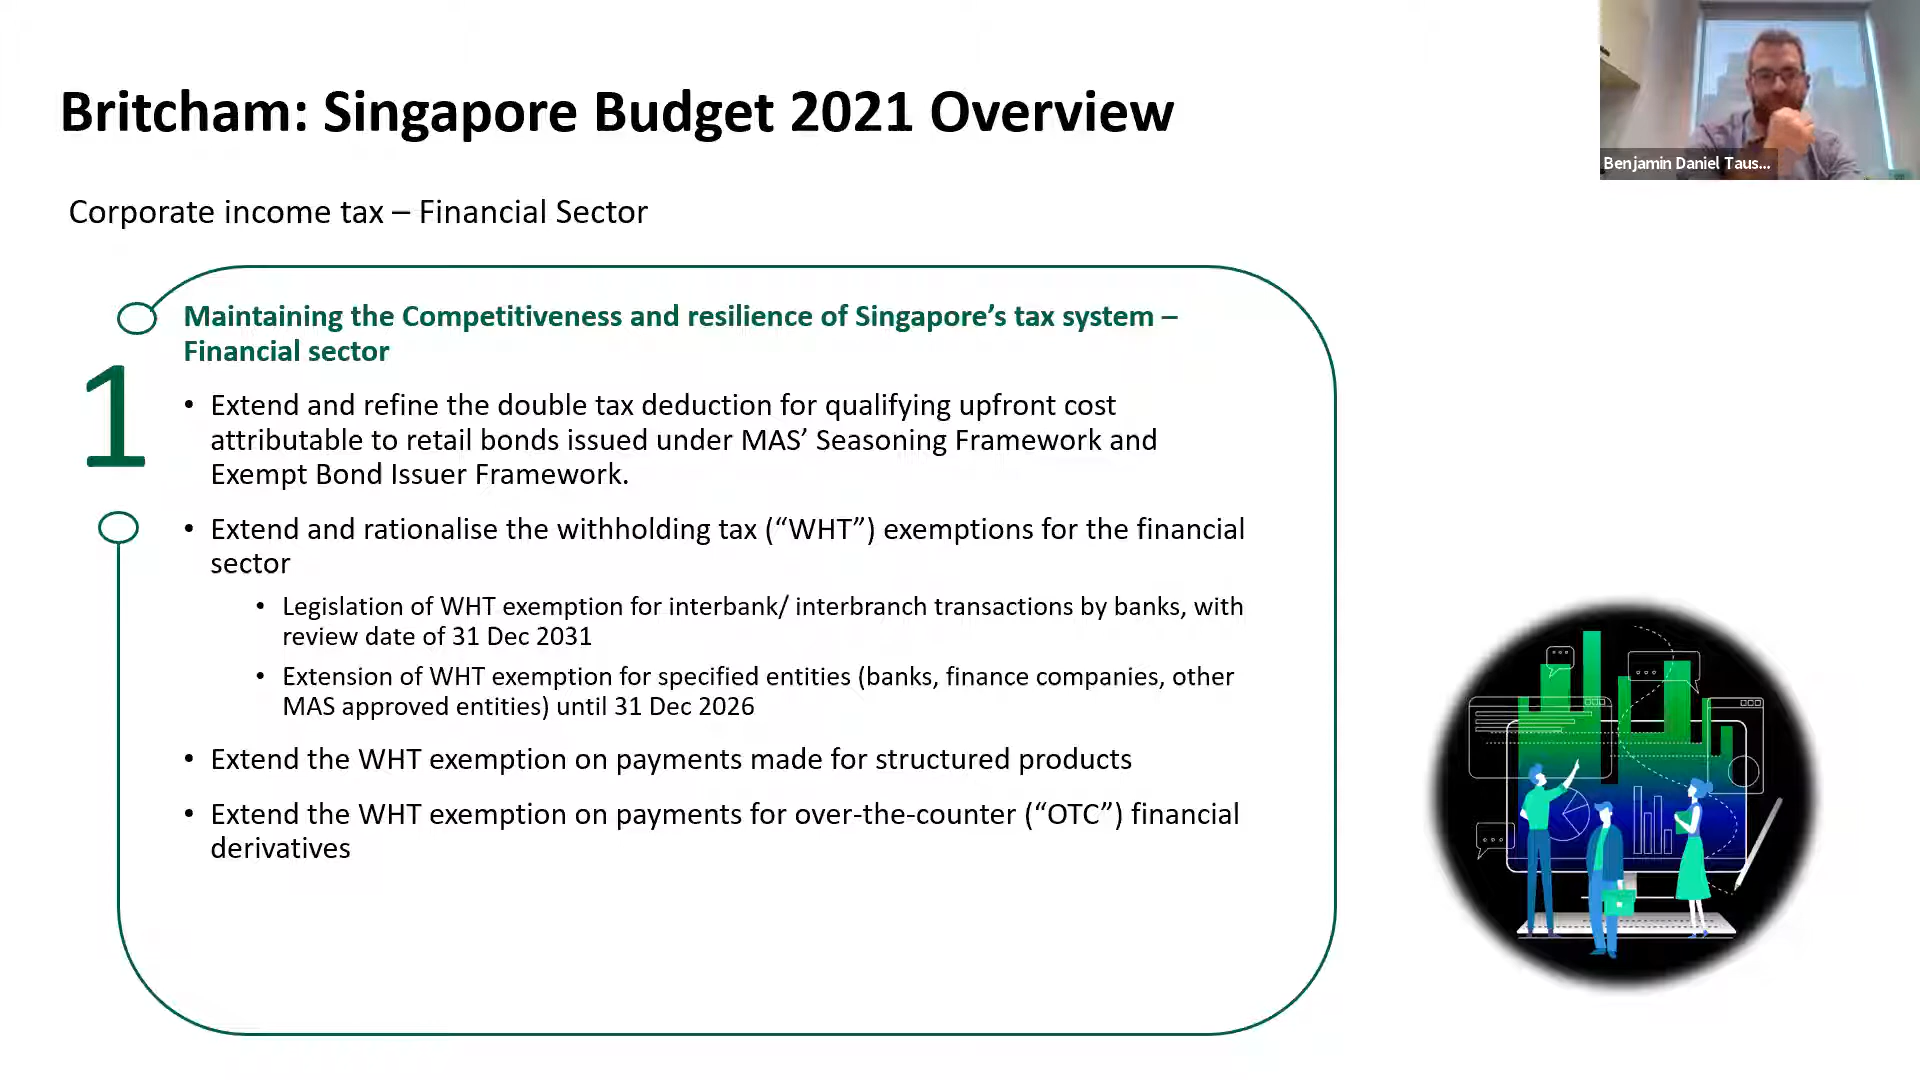 Britcham: Singapore Budget 2021 Overview
Benjamin Daniel Taus...
Corporate income tax – Financial Sector
1
Maintaining the Competitiveness and resilience of Singapore’s tax system –
Financial sector
• Extend and refine the double tax deduction for qualifying upfront cost
attributable to retail bonds issued under MAS’ Seasoning Framework and
Exempt Bond Issuer Framework.
• Extend and rationalise the withholding tax (“WHT”) exemptions for the financial
sector
• Legislation of WHT exemption for interbank/ interbranch transactions by banks, with
review date of 31 Dec 2031
• Extension of WHT exemption for specified entities (banks, finance companies, other
MAS approved entities) until 31 Dec 2026
• Extend the WHT exemption on payments made for structured products
• Extend the WHT exemption on payments for over-the-counter (“OTC”) financial
derivatives